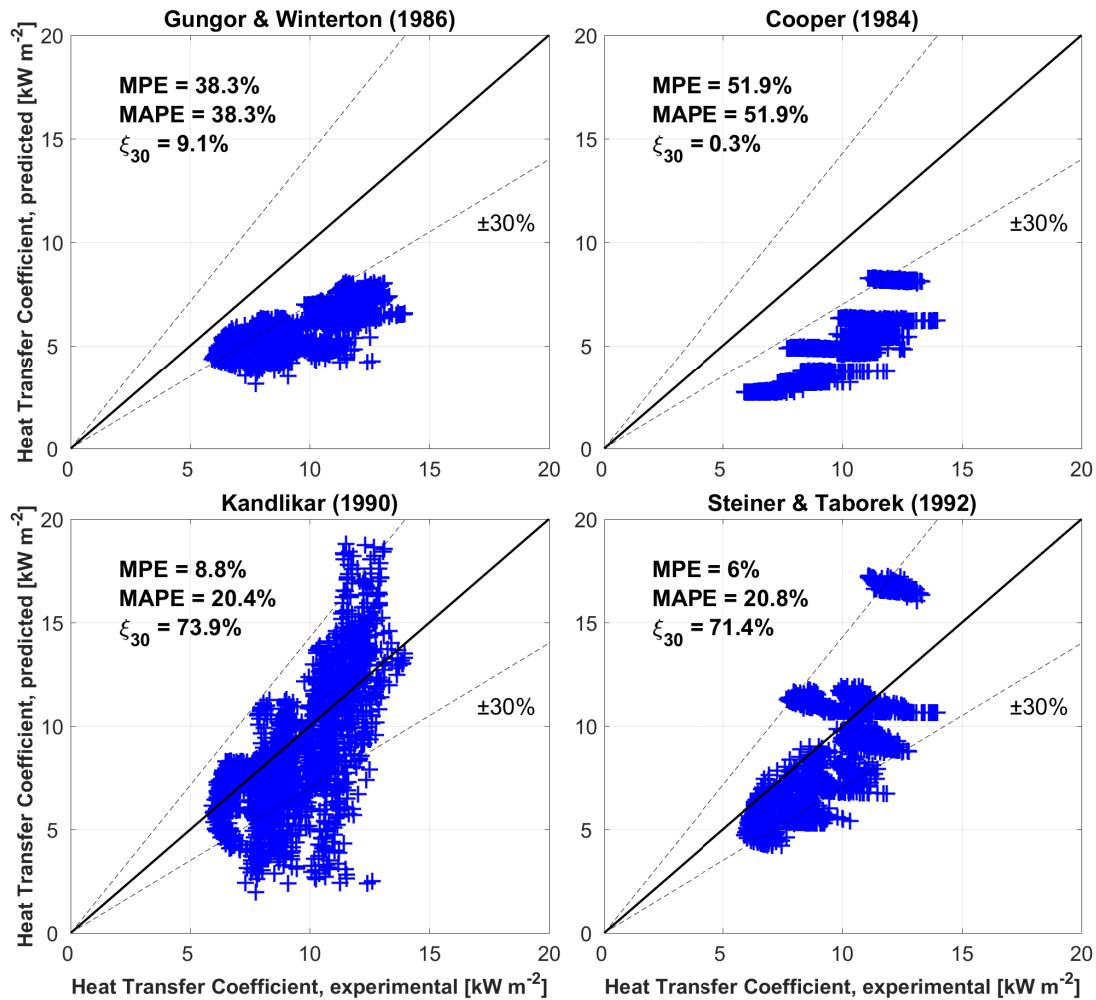 Gungor & Winterton (1986)
Heat Transfer Coefficient, predicted [kW m⁻²]
20
15
10
5
0
MPE = 38.3%
MAPE = 38.3%
ξ₃₀ = 9.1%
±30%
0 5 10 15 20
Cooper (1984)
20
15
10
5
0
MPE = 51.9%
MAPE = 51.9%
ξ₃₀ = 0.3%
±30%
0 5 10 15 20
Kandlikar (1990)
Heat Transfer Coefficient, predicted [kW m⁻²]
20
15
10
5
0
MPE = 8.8%
MAPE = 20.4%
ξ₃₀ = 73.9%
±30%
0 5 10 15 20
Heat Transfer Coefficient, experimental [kW m⁻²]
Steiner & Taborek (1992)
20
15
10
5
0
MPE = 6%
MAPE = 20.8%
ξ₃₀ = 71.4%
±30%
0 5 10 15 20
Heat Transfer Coefficient, experimental [kW m⁻²]